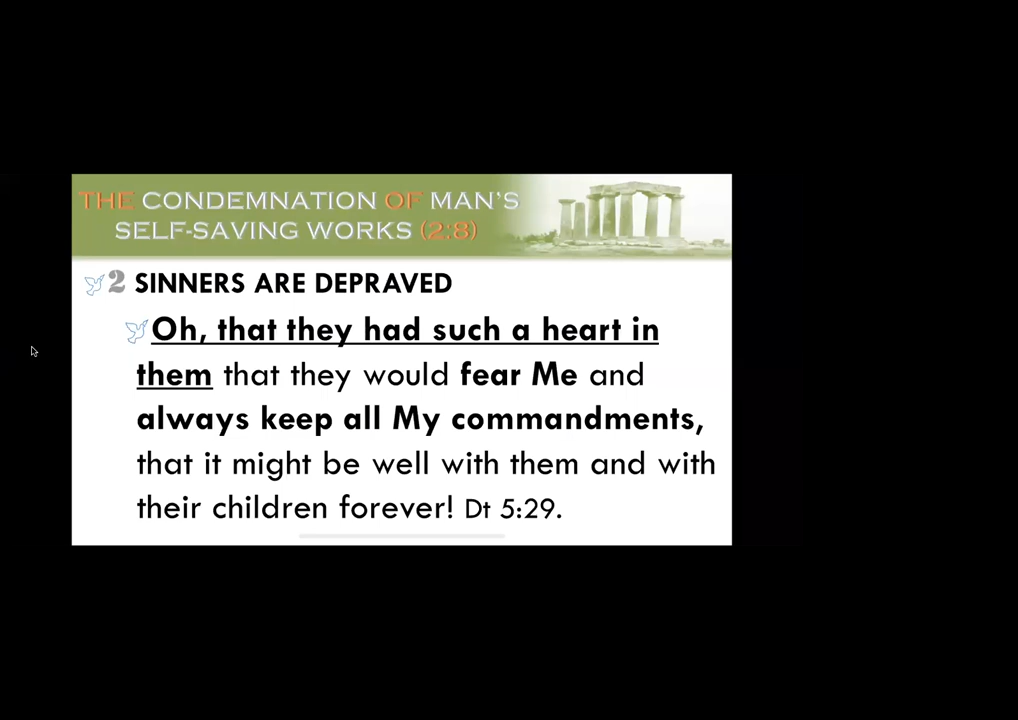 THE CONDEMNATION OF MAN'S
SELF-SAVING WORKS (2:8)
2 SINNERS ARE DEPRAVED
Oh, that they had such a heart in
them that they would fear Me and
always keep all My commandments,
that it might be well with them and with
their children forever! Dt 5:29.